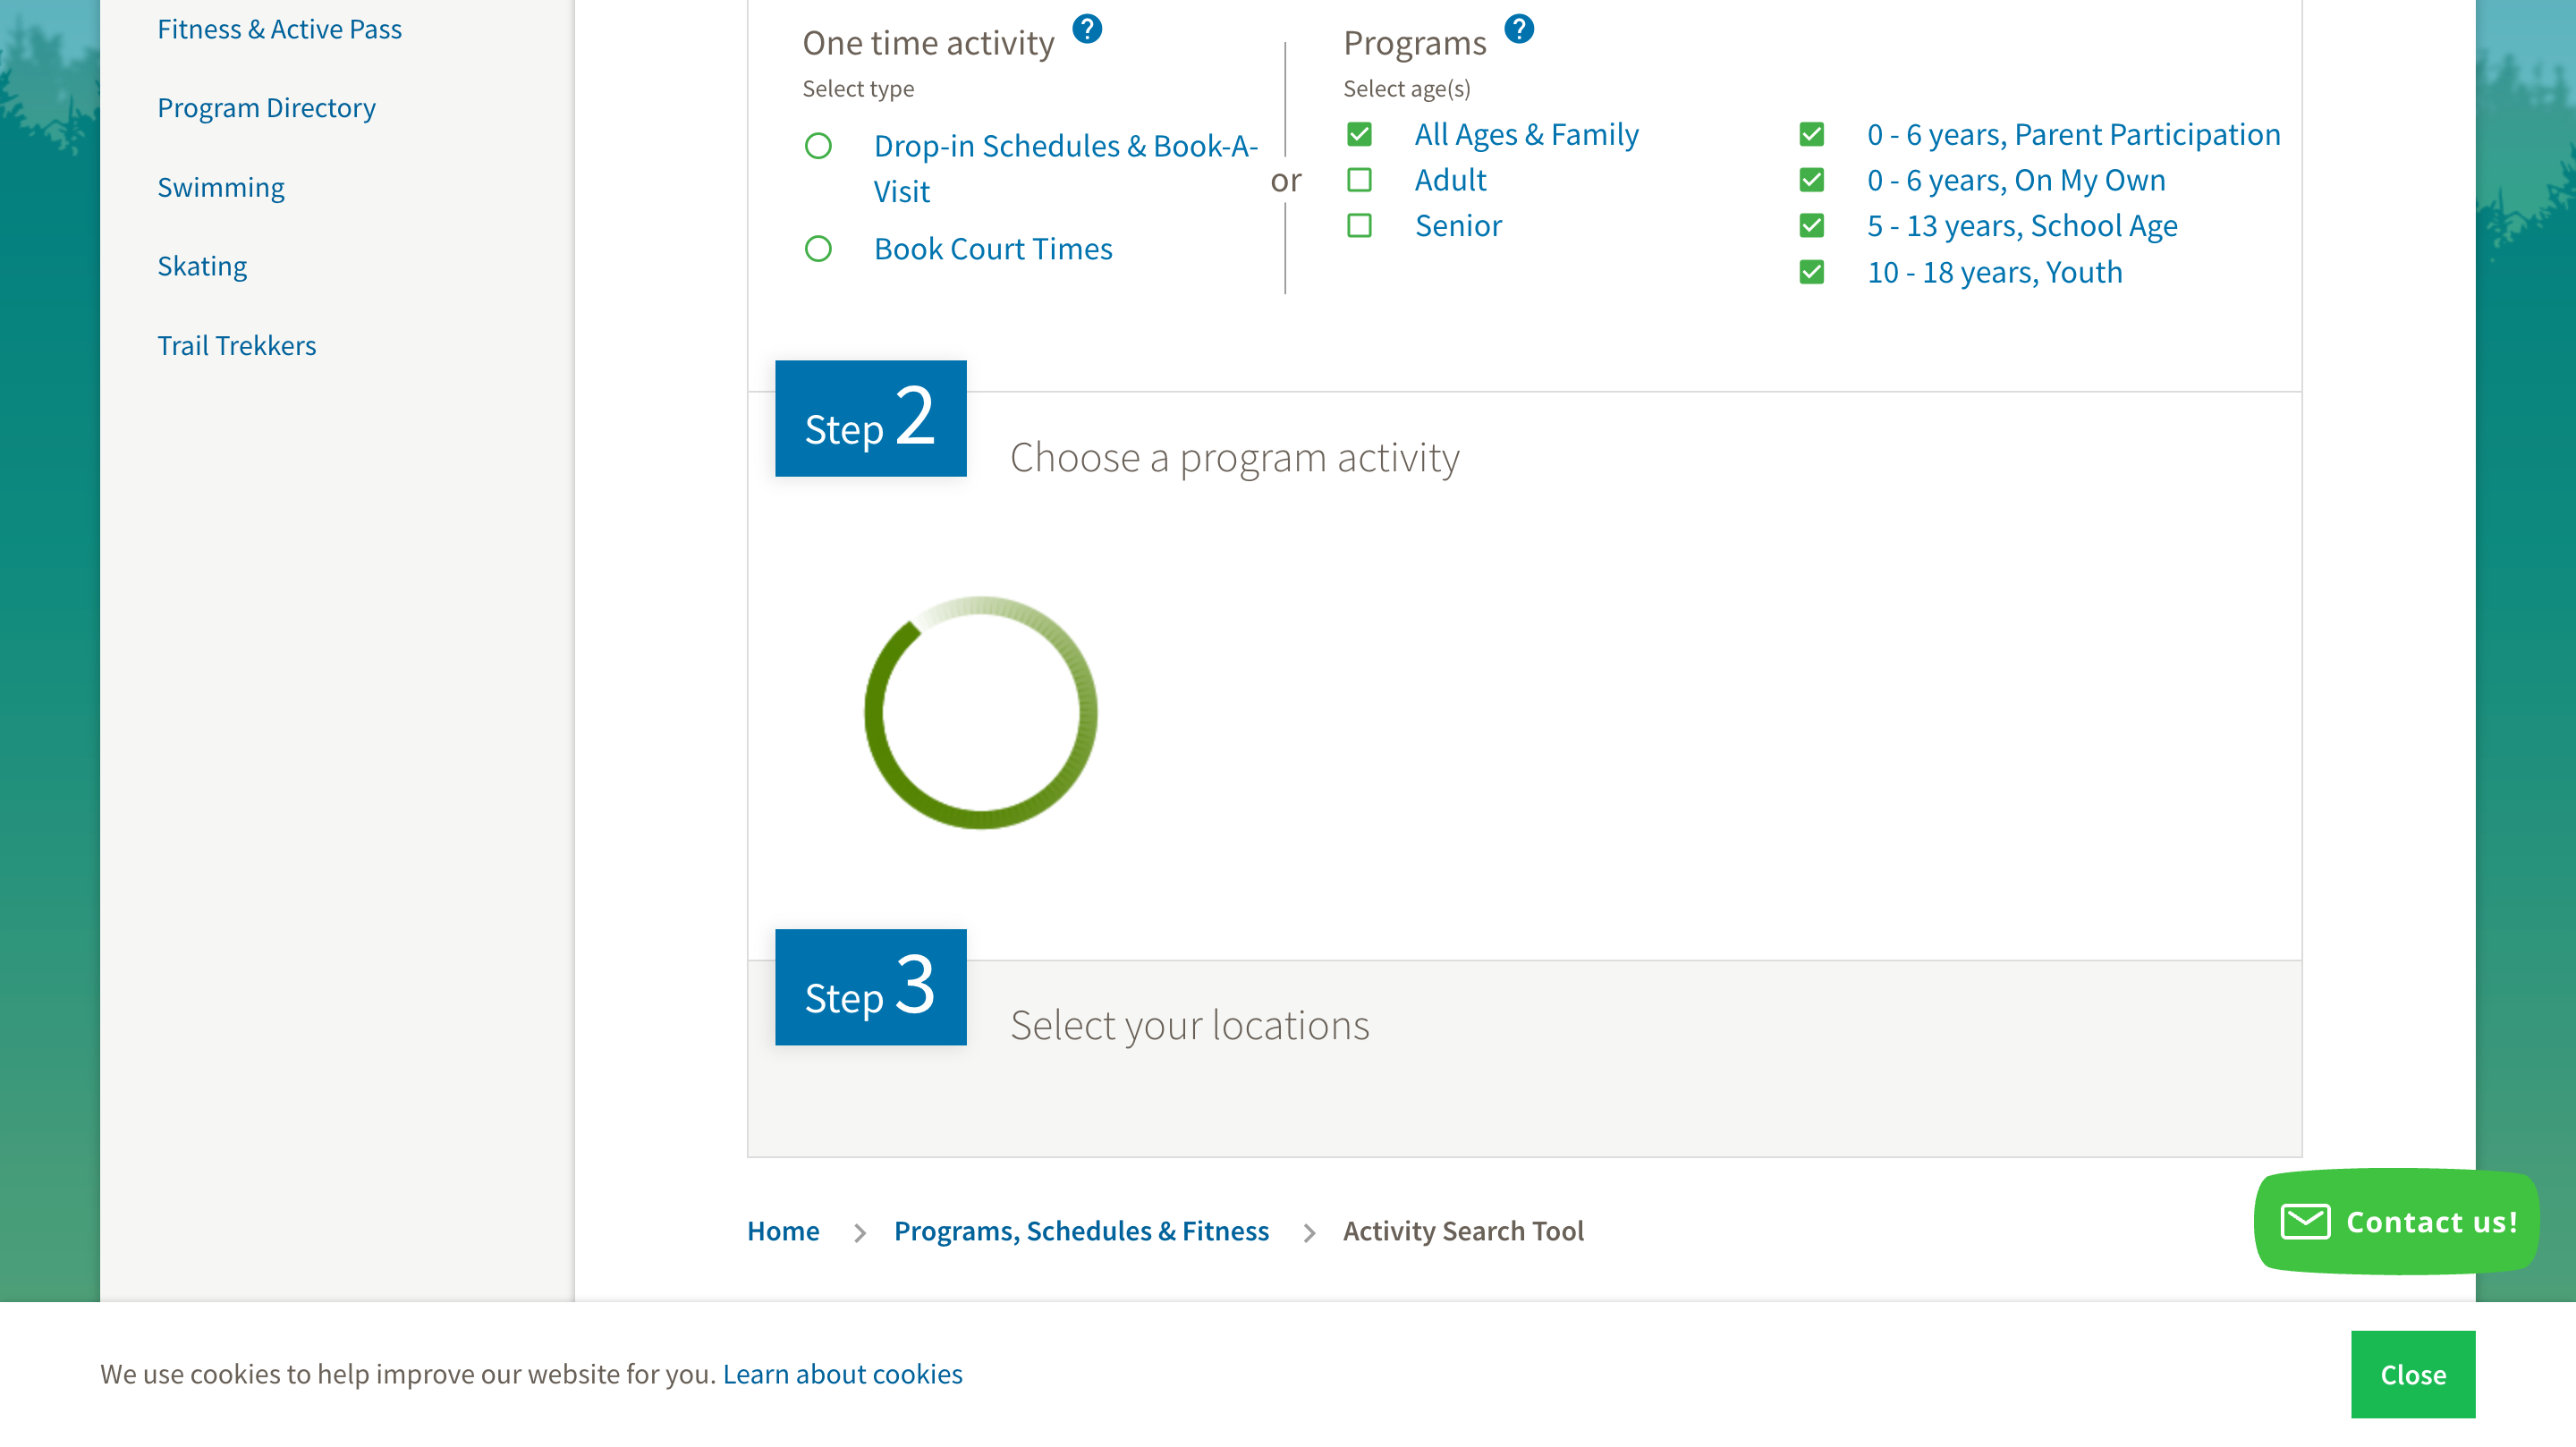 Fitness & Active Pass
Program Directory
Swimming
Skating
Trail Trekkers
One time activity ?
Select type
Drop-in Schedules & Book-A-
Visit
Book Court Times
or
Programs ?
Select age(s)
All Ages & Family
Adult
Senior
0 - 6 years, Parent Participation
0 - 6 years, On My Own
5 - 13 years, School Age
10 - 18 years, Youth
Step 2
Choose a program activity
Step 3
Select your locations
Home > Programs, Schedules & Fitness > Activity Search Tool
Contact us!
We use cookies to help improve our website for you. Learn about cookies
Close